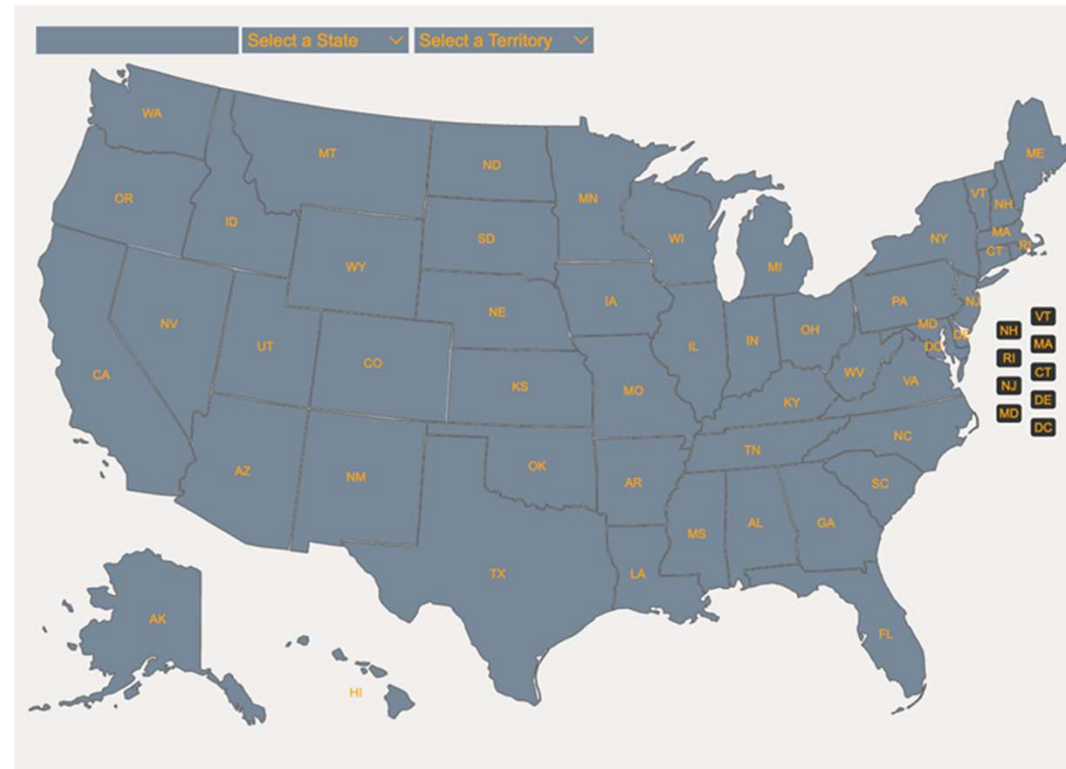 Select a State Select a Territory
WA
MT
ND
MN
ME
OR
ID
VT
NH
SD
WI
NY
MA
CT
RI
WY
MI
NE
IA
PA
NJ
NV
UT
CO
IL
IN
OH
MD
DE
DC
CA
KS
MO
WV
VA
KY
AZ
NM
OK
AR
TN
NC
SC
MS
AL
GA
TX
LA
FL
AK
HI
VT
NH
MA
RI
CT
NJ
DE
MD
DC